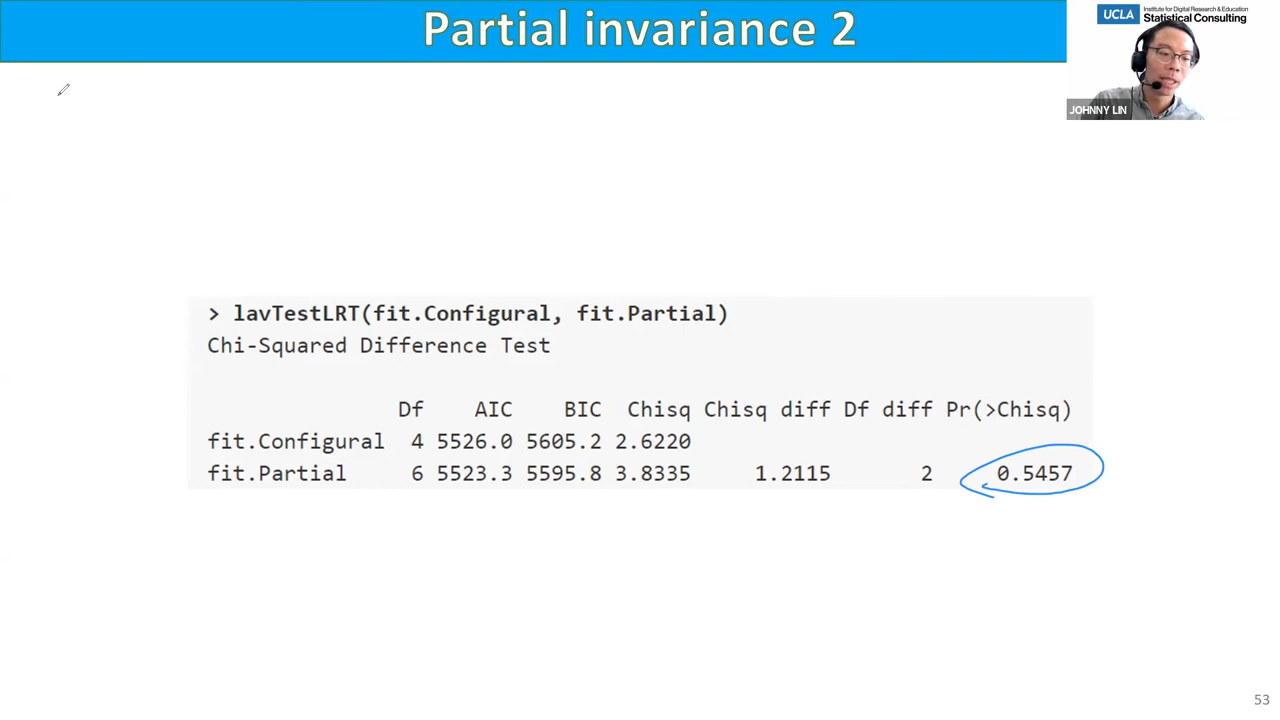 Partial invariance 2
UCLA
Institute for Digital Research & Education
Statistical Consulting
JOHNNY LIN
> lavTestLRT(fit.Configural, fit.Partial)
Chi-Squared Difference Test
Df AIC BIC Chisq Chisq diff Df diff Pr(>Chisq)
fit.Configural 4 5526.0 5605.2 2.6220
fit.Partial 6 5523.3 5595.8 3.8335 1.2115 2 0.5457
53